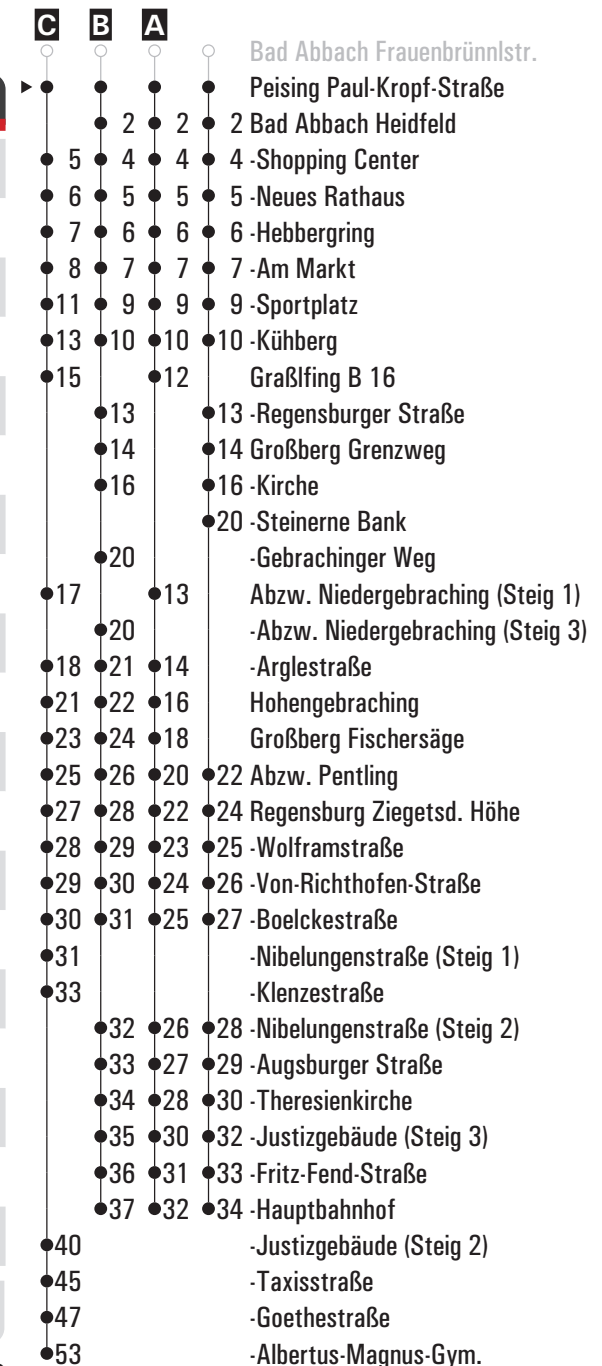 C B A
Bad Abbach Frauenbrünnlstr.
Peising Paul-Kropf-Straße
2 2 2 Bad Abbach Heidfeld
5 4 4 4 -Shopping Center
6 5 5 5 -Neues Rathaus
7 6 6 6 -Hebbergring
8 7 7 7 -Am Markt
11 9 9 9 -Sportplatz
13 10 10 10 -Kühberg
15 12 Graßlfing B 16
13 13 -Regensburger Straße
14 14 Großberg Grenzweg
16 16 -Kirche
20 -Steinerne Bank
20 -Gebrachinger Weg
17 13 Abzw. Niedergebraching (Steig 1)
20 -Abzw. Niedergebraching (Steig 3)
18 21 14 -Arglestraße
21 22 16 Hohengebraching
23 24 18 Großberg Fischersäge
25 26 20 22 Abzw. Pentling
27 28 22 24 Regensburg Ziegetsd. Höhe
28 29 23 25 -Wolframstraße
29 30 24 26 -Von-Richthofen-Straße
30 31 25 27 -Boelckestraße
31 -Nibelungenstraße (Steig 1)
33 -Klenzestraße
32 26 28 -Nibelungenstraße (Steig 2)
33 27 29 -Augsburger Straße
34 28 30 -Theresienkirche
35 30 32 -Justizgebäude (Steig 3)
36 31 33 -Fritz-Fend-Straße
37 32 34 -Hauptbahnhof
40 -Justizgebäude (Steig 2)
45 -Taxisstraße
47 -Goethestraße
53 -Albertus-Magnus-Gym.